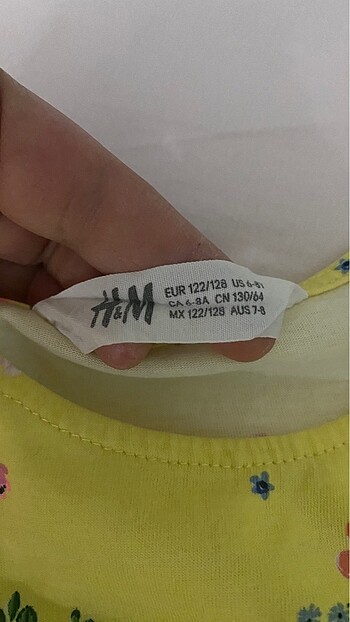 H&M
EUR 122/128 US 6-8Y
CA 6-8A CN 130/64
MX 122/128 AUS 7-8